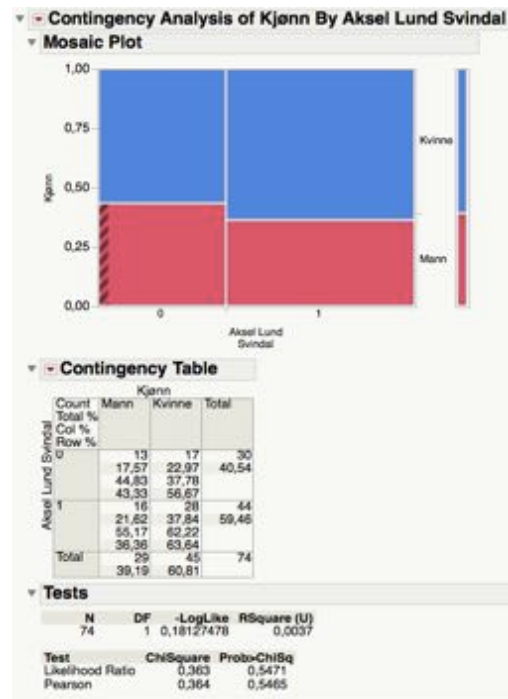 Contingency Analysis of Kjønn By Aksel Lund Svindal
Mosaic Plot
1,00
0,75
0,50
0,25
0,00
Kjønn
0 1
Aksel Lund
Svindal
Kvinne
Mann
Contingency Table
Kjønn
Aksel Lund Svindal
Count Mann Kvinne Total
Total %
Col %
Row %
0 13 17 30
17,57 22,97 40,54
44,83 37,78
43,33 56,67
1 16 28 44
21,62 37,84 59,46
55,17 62,22
36,36 63,64
Total 29 45 74
39,19 60,81
Tests
N DF -LogLike RSquare (U)
74 1 0,18127478 0,0037
Test ChiSquare Prob>ChiSq
Likelihood Ratio 0,363 0,5471
Pearson 0,364 0,5465